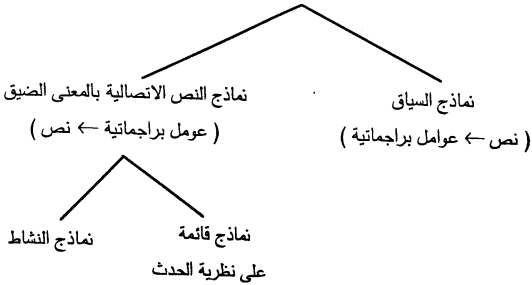 نماذج السياق
( نص ← عوامل براجماتية )
نماذج النص الاتصالية بالمعنى الضيق
( عومل براجماتية ← نص )
نماذج قائمة
على نظرية الحدث
نماذج النشاط